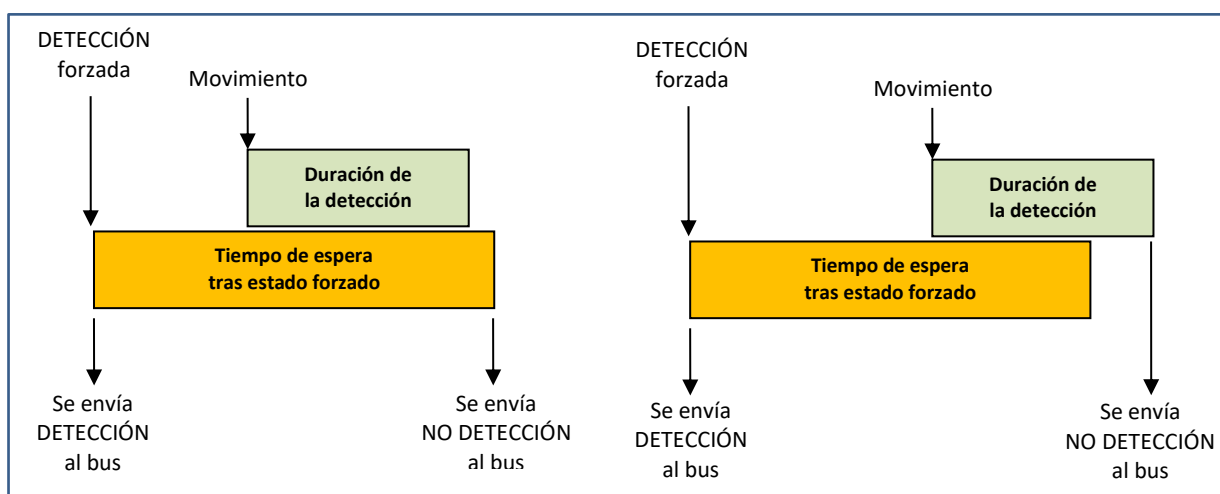 DETECCIÓN
forzada
Movimiento
Duración de
la detección
Tiempo de espera
tras estado forzado
Se envía
DETECCIÓN
al bus
Se envía
NO DETECCIÓN
al bus
DETECCIÓN
forzada
Movimiento
Duración de
la detección
Tiempo de espera
tras estado forzado
Se envía
DETECCIÓN
al bus
Se envía
NO DETECCIÓN
al bus